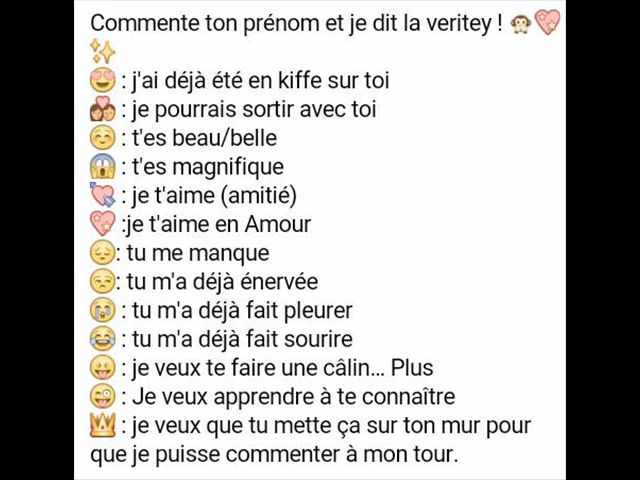 Commente ton prénom et je dit la veritey ! 🙊💖
✨
😍 : j'ai déjà été en kiffe sur toi
💏 : je pourrais sortir avec toi
☺️ : t'es beau/belle
😱 : t'es magnifique
💘 : je t'aime (amitié)
💖 :je t'aime en Amour
😔: tu me manque
😒: tu m'a déjà énervée
😭 : tu m'a déjà fait pleurer
😂 : tu m'a déjà fait sourire
😛 : je veux te faire une câlin... Plus
😜 : Je veux apprendre à te connaître
👑 : je veux que tu mette ça sur ton mur pour
que je puisse commenter à mon tour.